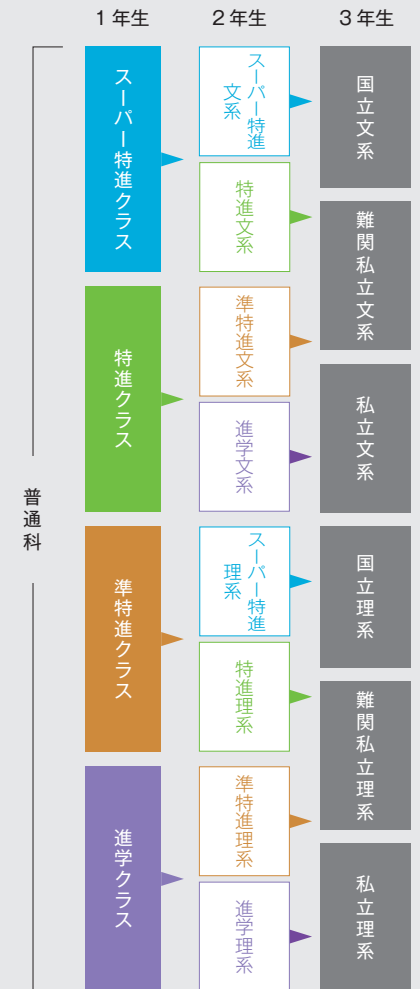 1年生
2年生
3年生
普通科
スーパー特進クラス
特進クラス
準特進クラス
進学クラス
スーパー特進
文系
特進文系
準特進文系
進学文系
スーパー特進
理系
特進理系
準特進理系
進学理系
国立文系
難関私立文系
私立文系
国立理系
難関私立理系
私立理系